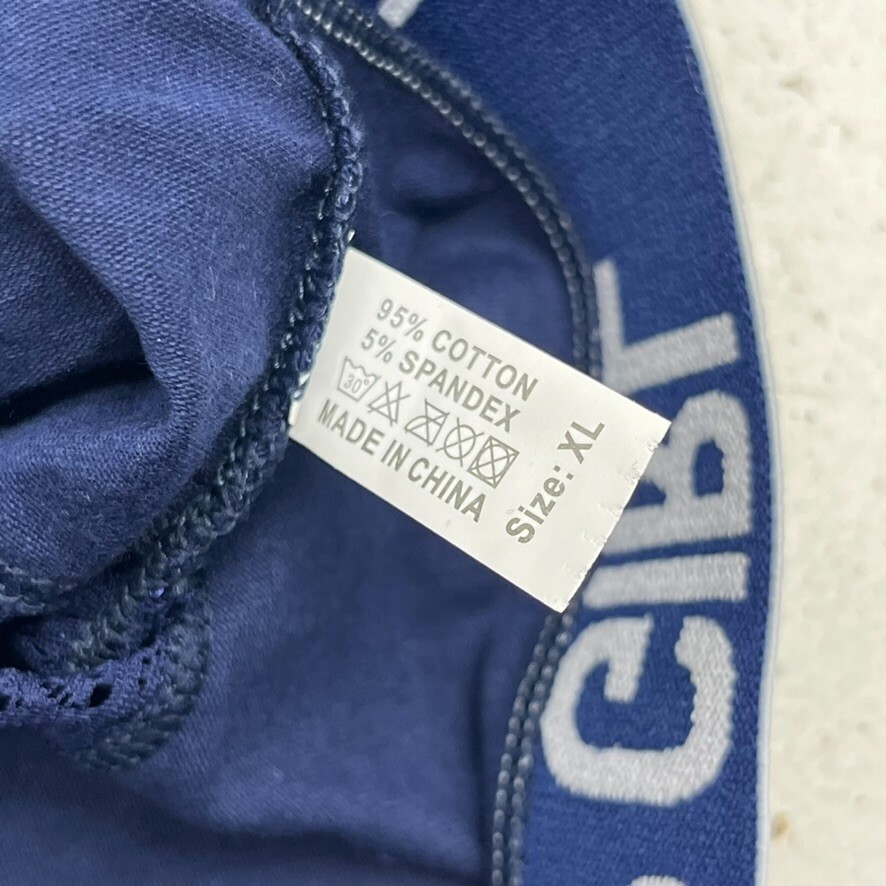 95% COTTON
5% SPANDEX
30°
MADE IN CHINA
Size: XL